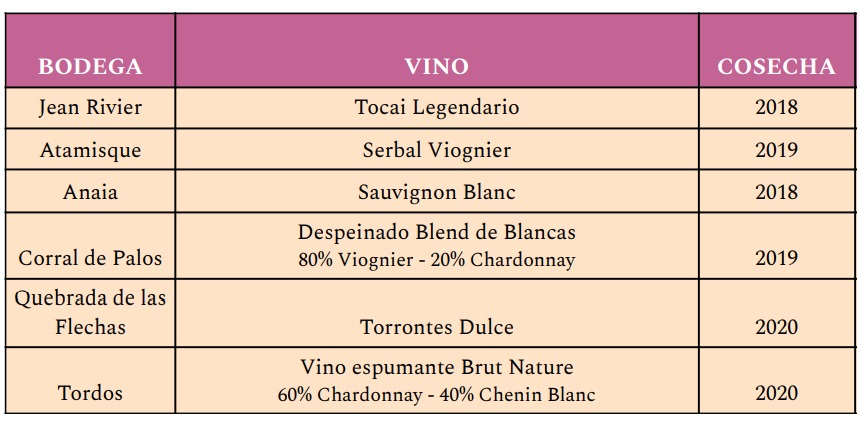 BODEGA VINO COSECHA
Jean Rivier Tocai Legendario 2018
Atamisque Serbal Viognier 2019
Anaia Sauvignon Blanc 2018
Despeinado Blend de Blancas
Corral de Palos 80% Viognier - 20% Chardonnay 2019
Quebrada de las
Flechas Torrontes Dulce 2020
Vino espumante Brut Nature
Tordos 60% Chardonnay - 40% Chenin Blanc 2020